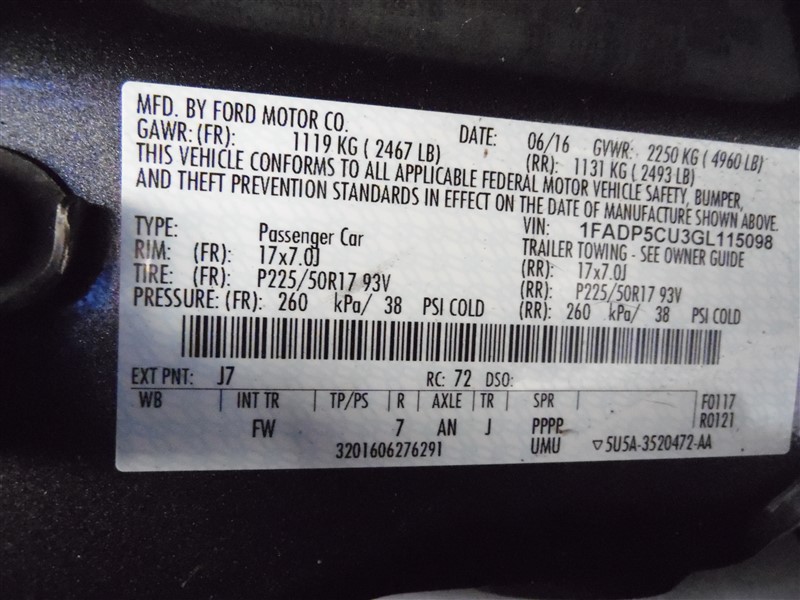 MFD. BY FORD MOTOR CO. DATE: 06/16 GVWR: 2250 KG ( 4960 LB)
GAWR: (FR): 1119 KG ( 2467 LB) (RR): 1131 KG ( 2493 LB)
THIS VEHICLE CONFORMS TO ALL APPLICABLE FEDERAL MOTOR VEHICLE SAFETY, BUMPER,
AND THEFT PREVENTION STANDARDS IN EFFECT ON THE DATE OF MANUFACTURE SHOWN ABOVE.
VIN: 1FADP5CU3GL115098
TYPE: Passenger Car TRAILER TOWING - SEE OWNER GUIDE
RIM: (FR): 17x7.0J (RR): 17x7.0J
TIRE: (FR): P225/50R17 93V (RR): P225/50R17 93V
PRESSURE: (FR): 260 kPa/ 38 PSI COLD (RR): 260 kPa/ 38 PSI COLD
EXT PNT: J7 RC: 72 DSO:
WB INT TR TP/PS R AXLE TR SPR F0117
R0121
FW 7 AN J PPPP
3201606276291 UMU ▽5U5A-3520472-AA